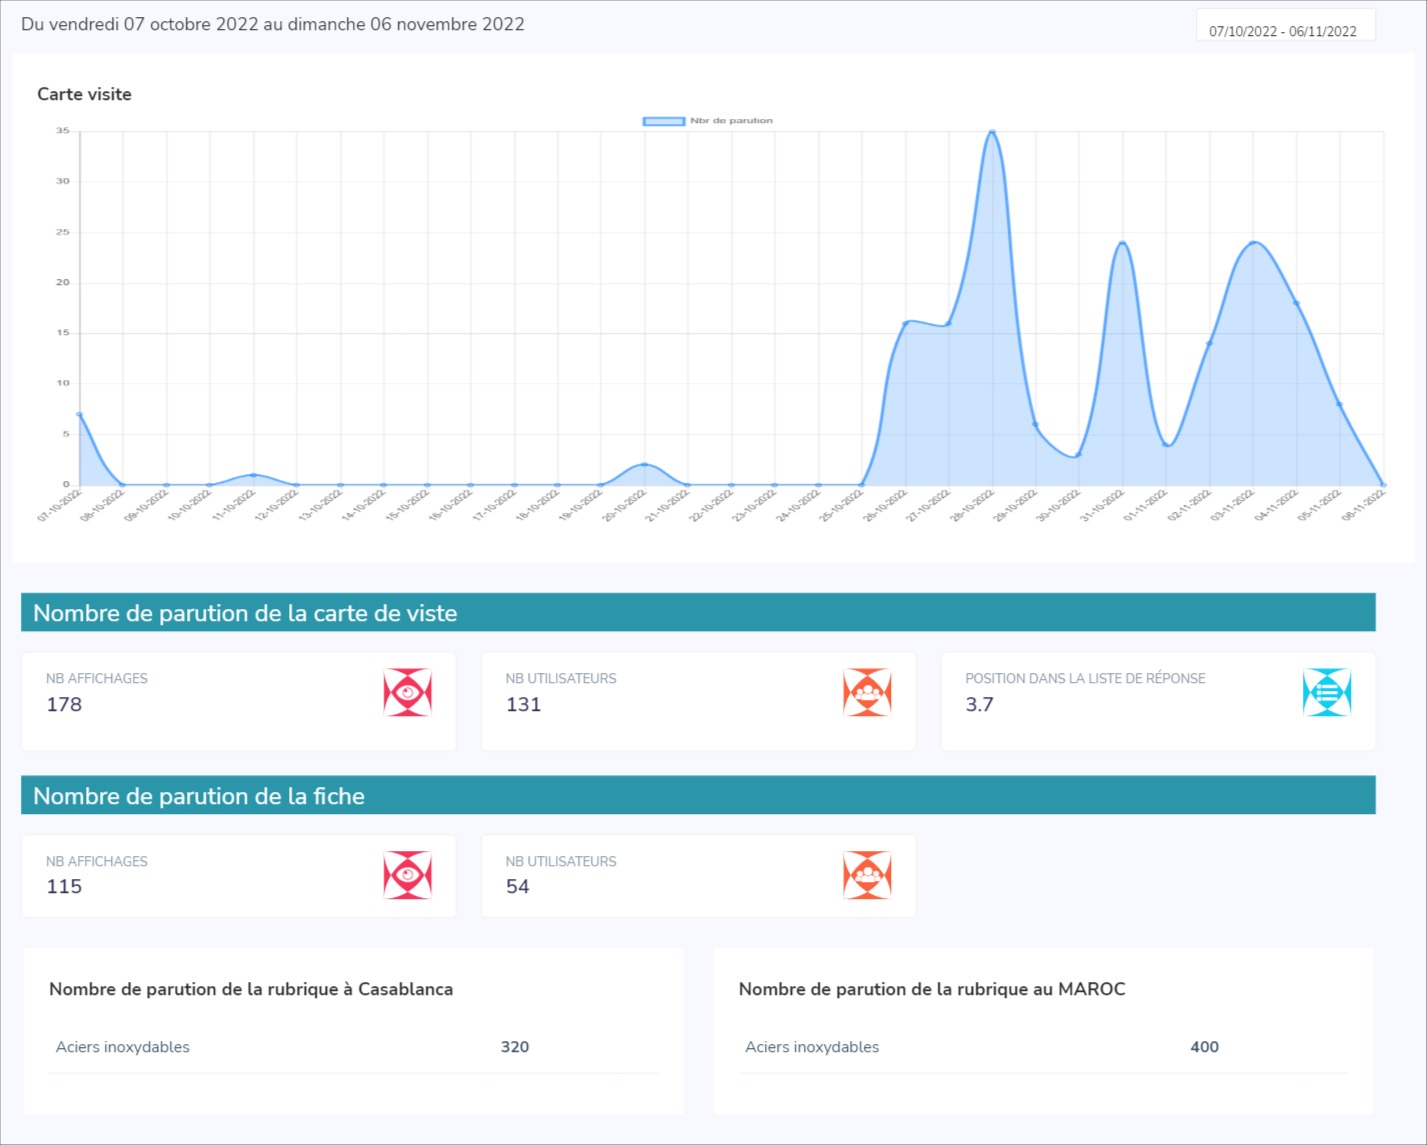 Du vendredi 07 octobre 2022 au dimanche 06 novembre 2022
07/10/2022 - 06/11/2022
Carte visite
Nbr de parution
35
30
25
20
15
10
5
0
07-10-2022
08-10-2022
09-10-2022
10-10-2022
11-10-2022
12-10-2022
13-10-2022
14-10-2022
15-10-2022
16-10-2022
17-10-2022
18-10-2022
19-10-2022
20-10-2022
21-10-2022
22-10-2022
23-10-2022
24-10-2022
25-10-2022
26-10-2022
27-10-2022
28-10-2022
29-10-2022
30-10-2022
31-10-2022
01-11-2022
02-11-2022
03-11-2022
04-11-2022
05-11-2022
06-11-2022
Nombre de parution de la carte de viste
NB AFFICHAGES
178
NB UTILISATEURS
131
POSITION DANS LA LISTE DE RÉPONSE
3.7
Nombre de parution de la fiche
NB AFFICHAGES
115
NB UTILISATEURS
54
Nombre de parution de la rubrique à Casablanca
Aciers inoxydables 320
Nombre de parution de la rubrique au MAROC
Aciers inoxydables 400